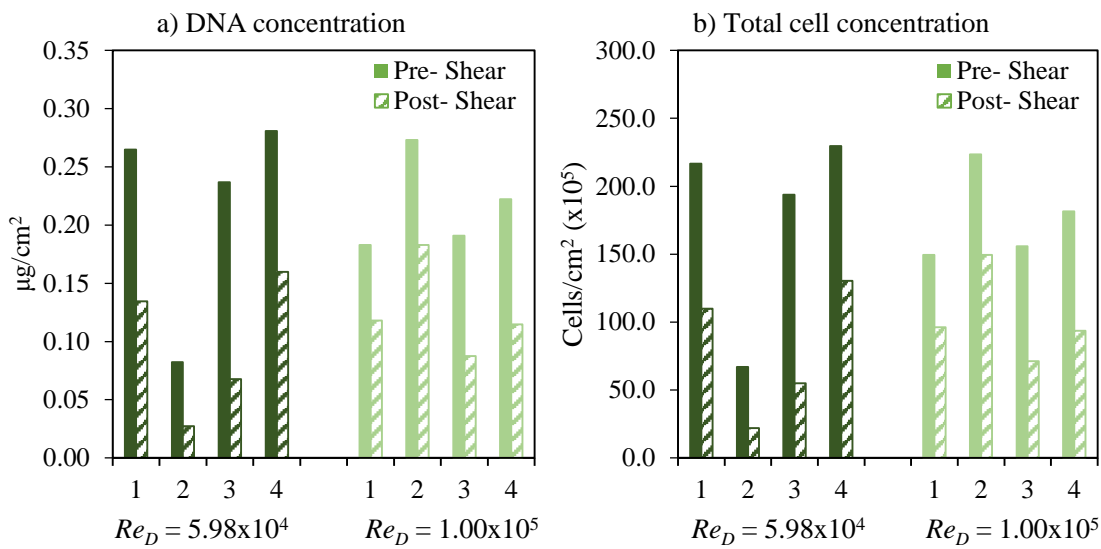 a) DNA concentration
0.35
0.30
0.25
0.20
0.15
0.10
0.05
0.00
µg/cm²
Pre- Shear
Post- Shear
1 2 3 4 1 2 3 4
Re_D = 5.98x10⁴ Re_D = 1.00x10⁵
b) Total cell concentration
300.0
250.0
200.0
150.0
100.0
50.0
0.0
Cells/cm² (x10⁵)
Pre- Shear
Post- Shear
1 2 3 4 1 2 3 4
Re_D = 5.98x10⁴ Re_D = 1.00x10⁵